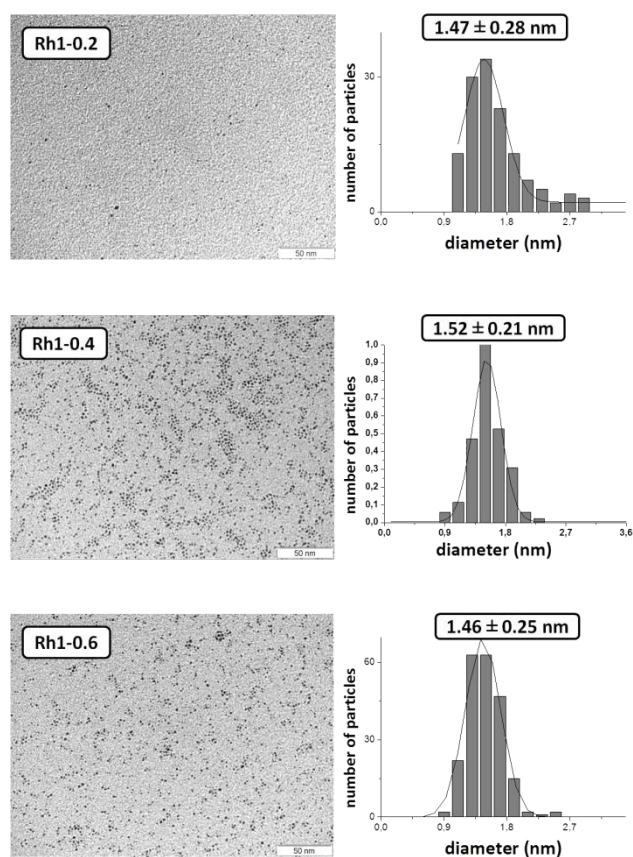 Rh1-0.2
50 nm
1.47 ± 0.28 nm
number of particles
30
0
0,0 0,9 1,8 2,7
diameter (nm)
Rh1-0.4
50 nm
1.52 ± 0.21 nm
number of particles
1,0
0,9
0,8
0,7
0,6
0,5
0,4
0,3
0,2
0,1
0,0
0,0 0,9 1,8 2,7 3,6
diameter (nm)
Rh1-0.6
50 nm
1.46 ± 0.25 nm
number of particles
60
30
0
0,0 0,9 1,8 2,7
diameter (nm)